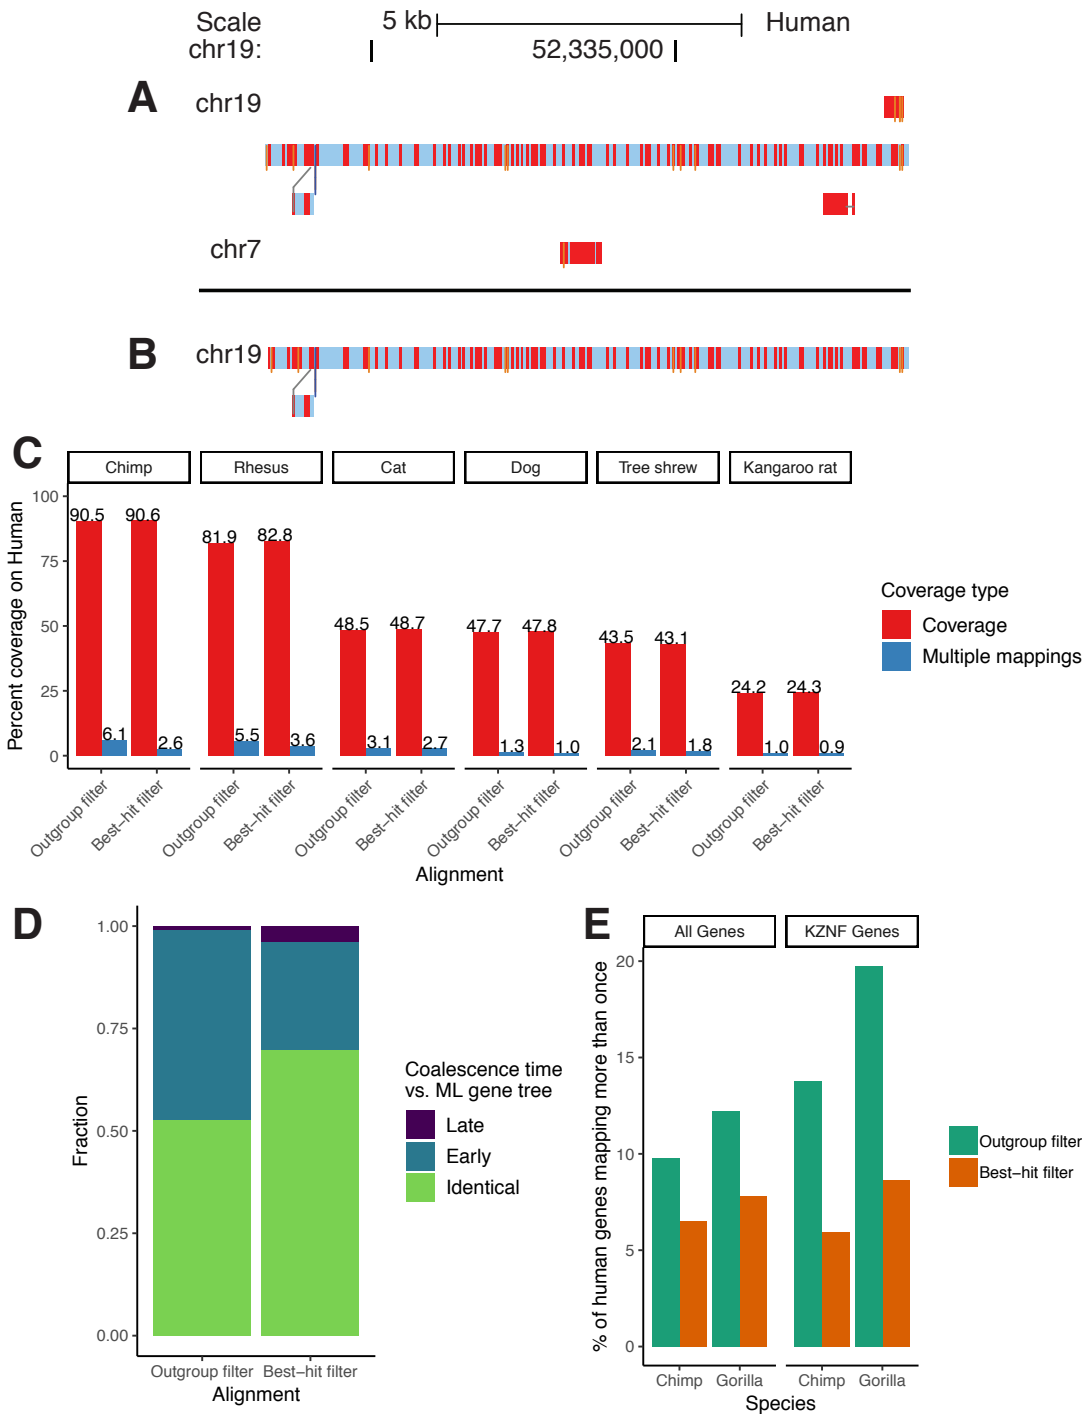 Scale 5 kb Human
chr19: 52,335,000
A
chr19
chr7
B
chr19
C
Chimp Rhesus Cat Dog Tree shrew Kangaroo rat
Percent coverage on Human
100
75
50
25
0
90.5 6.1 90.6 2.6
81.9 5.5 82.8 3.6
48.5 3.1 48.7 2.7
47.7 1.3 47.8 1.0
43.5 2.1 43.1 1.8
24.2 1.0 24.3 0.9
Outgroup filter Best–hit filter Outgroup filter Best–hit filter Outgroup filter Best–hit filter Outgroup filter Best–hit filter Outgroup filter Best–hit filter Outgroup filter Best–hit filter
Alignment
Coverage type
Coverage
Multiple mappings
D
Fraction
1.00
0.75
0.50
0.25
0.00
Outgroup filter Best–hit filter
Alignment
Coalescence time
vs. ML gene tree
Late
Early
Identical
E
All Genes KZNF Genes
% of human genes mapping more than once
20
15
10
5
0
Chimp Gorilla Chimp Gorilla
Species
Outgroup filter
Best–hit filter